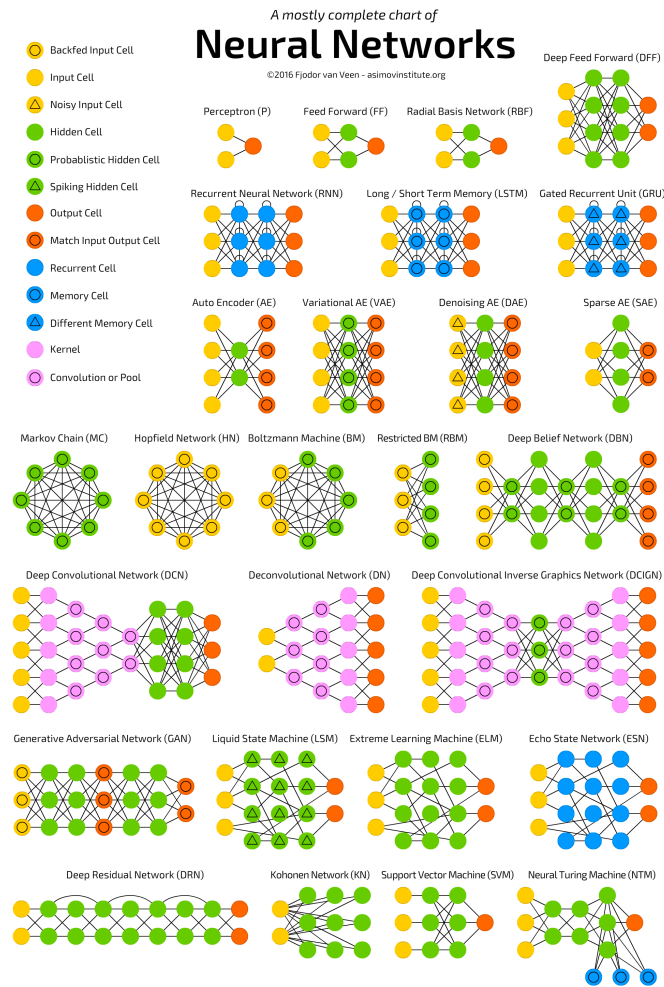 A mostly complete chart of
Neural Networks
©2016 Fjodor van Veen - asimovinstitute.org
Backfed Input Cell
Input Cell
Noisy Input Cell
Hidden Cell
Probablistic Hidden Cell
Spiking Hidden Cell
Output Cell
Match Input Output Cell
Recurrent Cell
Memory Cell
Different Memory Cell
Kernel
Convolution or Pool
Deep Feed Forward (DFF)
Perceptron (P)
Feed Forward (FF)
Radial Basis Network (RBF)
Recurrent Neural Network (RNN)
Long / Short Term Memory (LSTM)
Gated Recurrent Unit (GRU)
Auto Encoder (AE)
Variational AE (VAE)
Denoising AE (DAE)
Sparse AE (SAE)
Markov Chain (MC)
Hopfield Network (HN)
Boltzmann Machine (BM)
Restricted BM (RBM)
Deep Belief Network (DBN)
Deep Convolutional Network (DCN)
Deconvolutional Network (DN)
Deep Convolutional Inverse Graphics Network (DCIGN)
Generative Adversarial Network (GAN)
Liquid State Machine (LSM)
Extreme Learning Machine (ELM)
Echo State Network (ESN)
Deep Residual Network (DRN)
Kohonen Network (KN)
Support Vector Machine (SVM)
Neural Turing Machine (NTM)